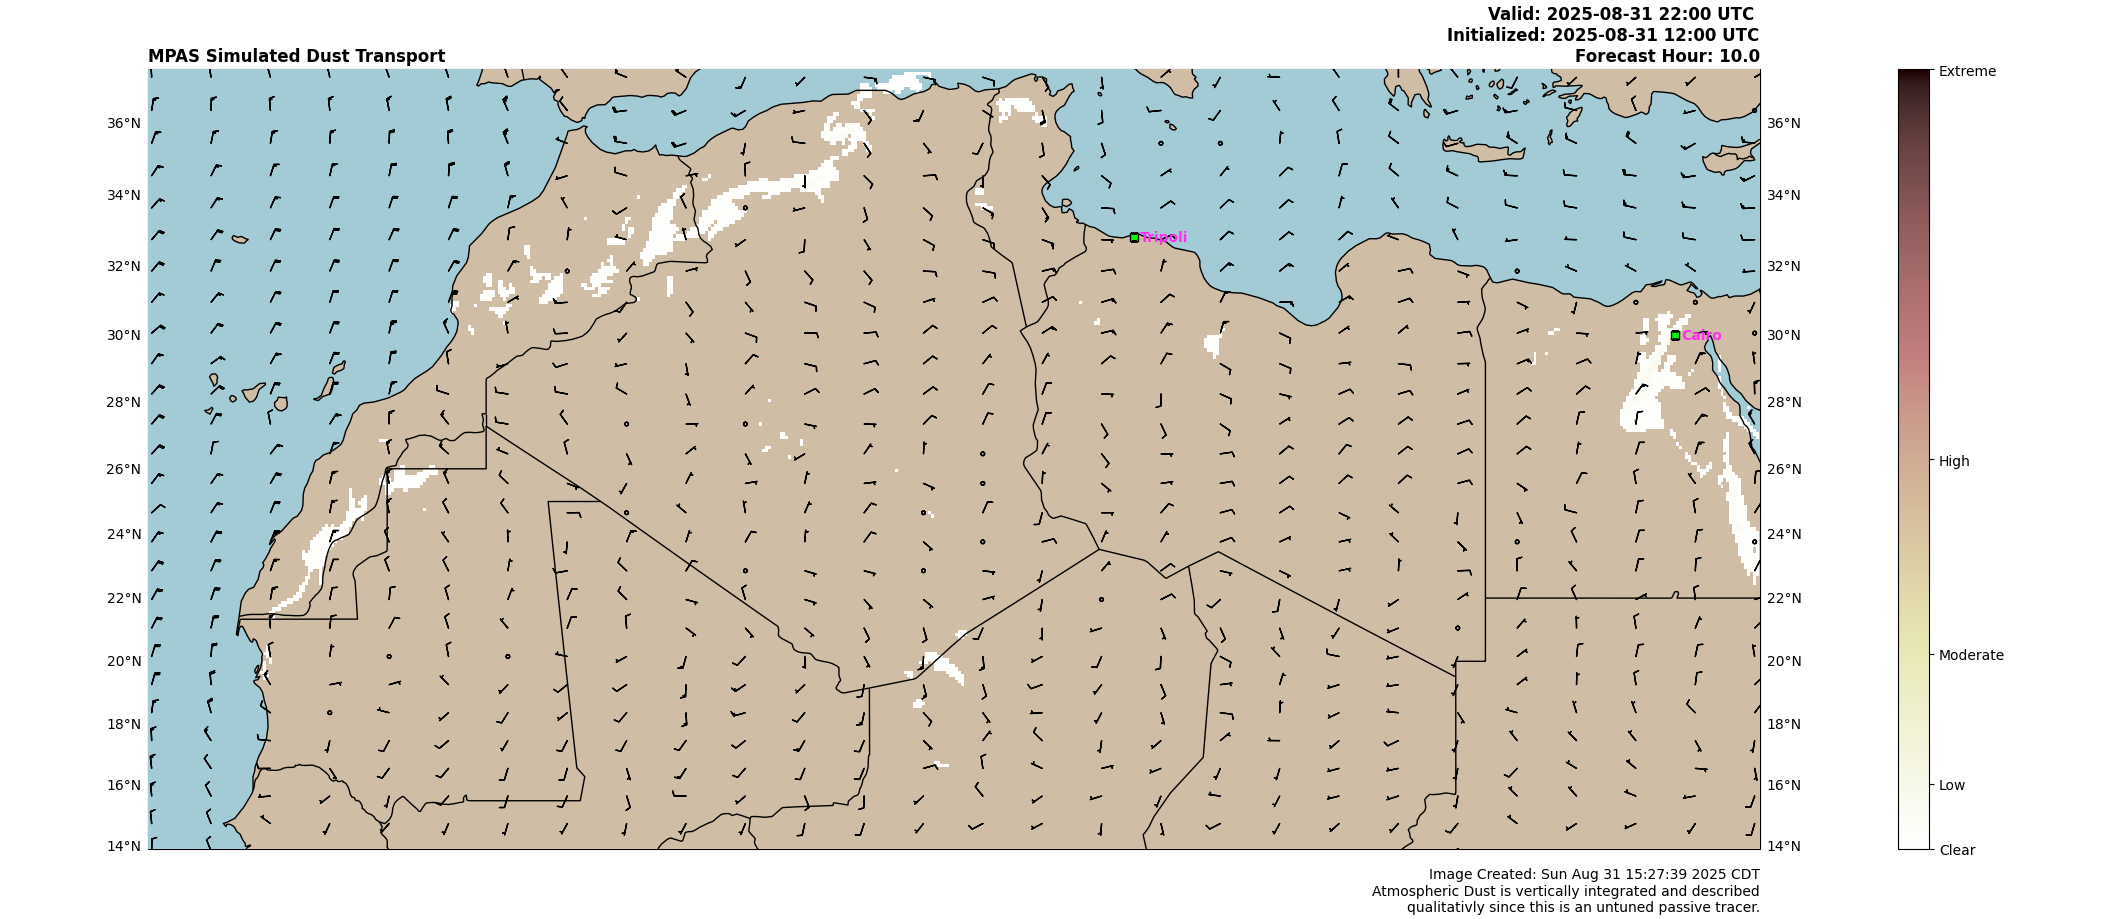 Valid: 2025-08-31 22:00 UTC
Initialized: 2025-08-31 12:00 UTC
MPAS Simulated Dust Transport
Forecast Hour: 10.0
Extreme
36°N
36°N
34°N
34°N
Tripoli
32°N
32°N
30°N
Cairo
30°N
28°N
28°N
26°N
26°N
High
24°N
24°N
22°N
22°N
20°N
20°N
Moderate
18°N
18°N
16°N
16°N
Low
14°N
14°N
Clear
Image Created: Sun Aug 31 15:27:39 2025 CDT
Atmospheric Dust is vertically integrated and described
qualitativly since this is an untuned passive tracer.